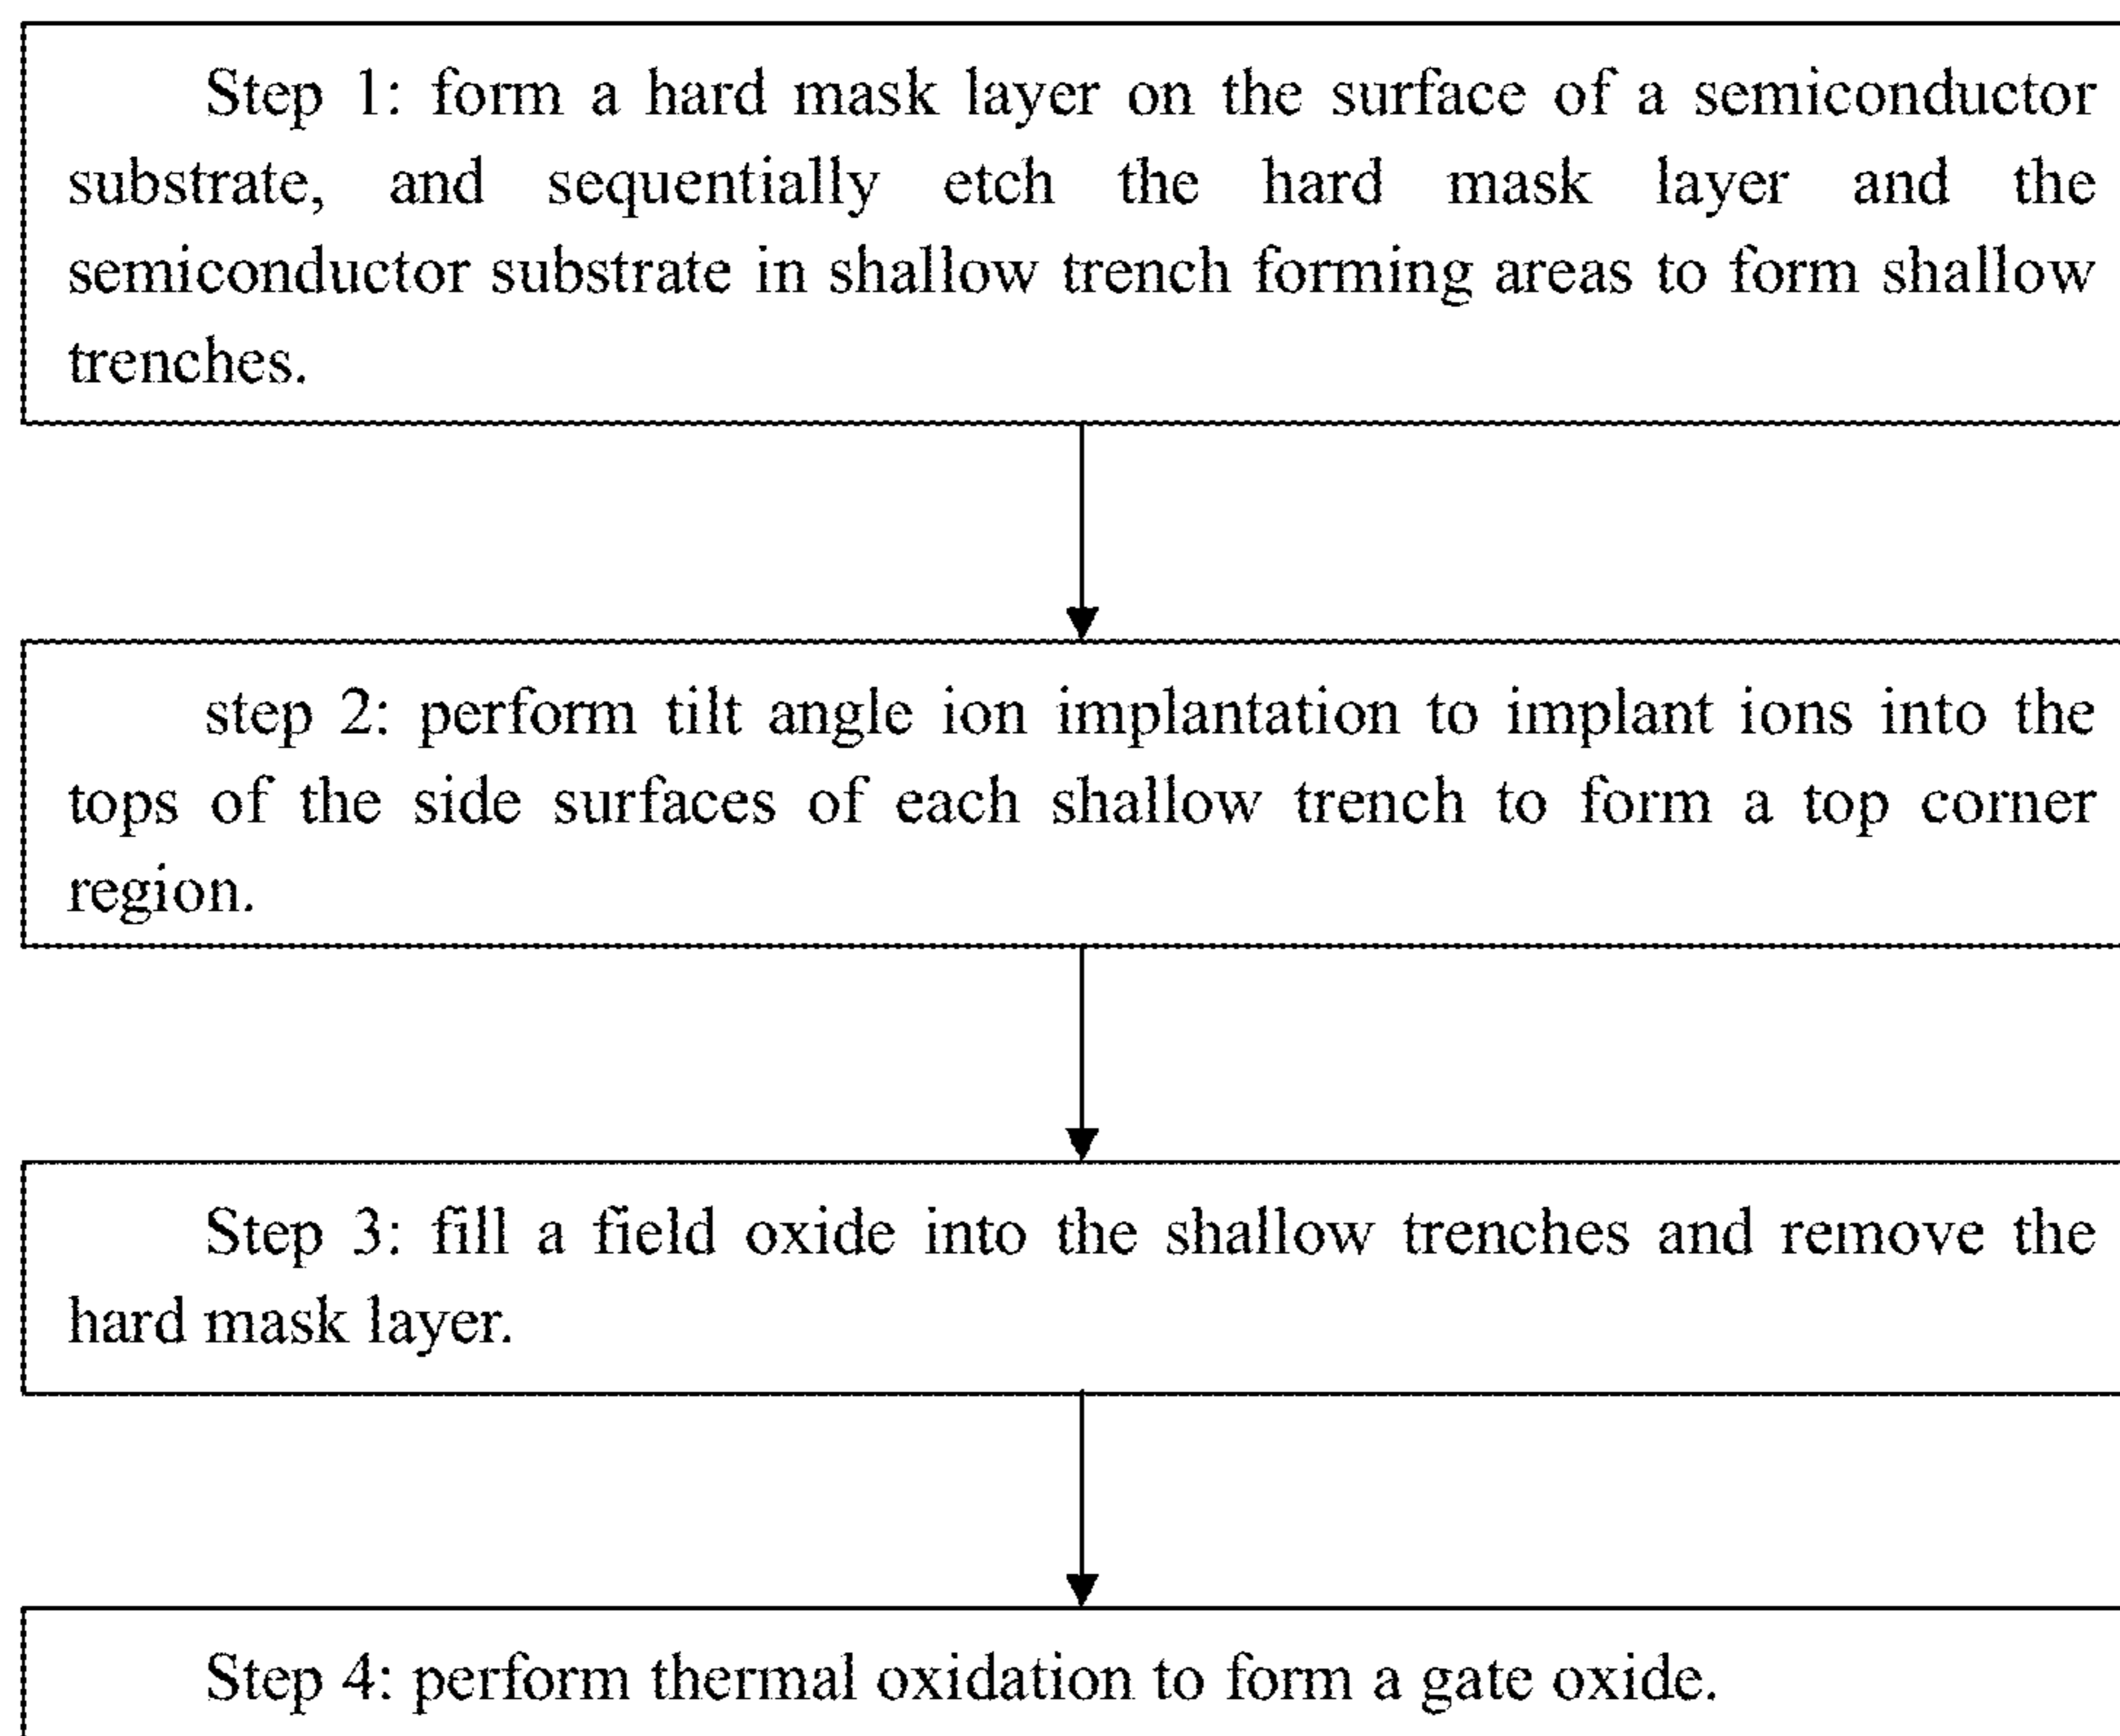 Step 1: form a hard mask layer on the surface of a semiconductor
substrate, and sequentially etch the hard mask layer and the
semiconductor substrate in shallow trench forming areas to form shallow
trenches.
step 2: perform tilt angle ion implantation to implant ions into the
tops of the side surfaces of each shallow trench to form a top corner
region.
Step 3: fill a field oxide into the shallow trenches and remove the
hard mask layer.
Step 4: perform thermal oxidation to form a gate oxide.